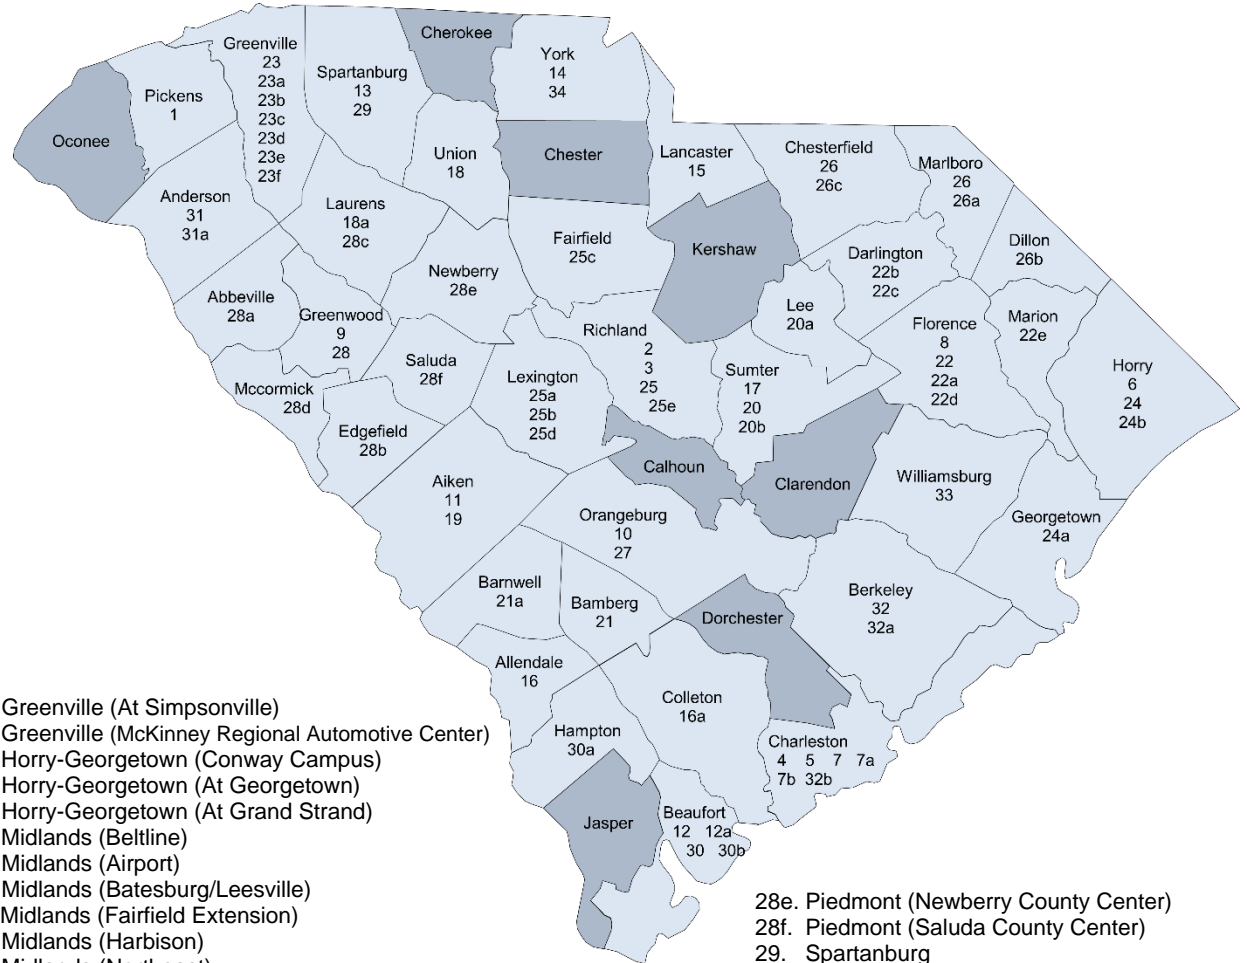 Cherokee
Greenville
23
23a
23b
23c
23d
23e
23f
York
14
34
Spartanburg
13
29
Pickens
1
Oconee
Union
18
Chester
Lancaster
15
Chesterfield
26
26c
Marlboro
26
26a
Anderson
31
31a
Laurens
18a
28c
Fairfield
25c
Kershaw
Darlington
22b
22c
Dillon
26b
Newberry
28e
Abbeville
28a
Greenwood
9
28
Lee
20a
Richland
2
3
25
25e
Florence
8
22
22a
22d
Marion
22e
Saluda
28f
Horry
6
24
24b
Mccormick
28d
Lexington
25a
25b
25d
Sumter
17
20
20b
Edgefield
28b
Calhoun
Clarendon
Williamsburg
33
Aiken
11
19
Orangeburg
10
27
Georgetown
24a
Barnwell
21a
Bamberg
21
Berkeley
32
32a
Dorchester
Allendale
16
Colleton
16a
Hampton
30a
Charleston
4 5 7 7a
7b 32b
Jasper
Beaufort
12 12a
30 30b
Greenville (At Simpsonville)
Greenville (McKinney Regional Automotive Center)
Horry-Georgetown (Conway Campus)
Horry-Georgetown (At Georgetown)
Horry-Georgetown (At Grand Strand)
Midlands (Beltline)
Midlands (Airport)
Midlands (Batesburg/Leesville)
Midlands (Fairfield Extension)
Midlands (Harbison)
28e. Piedmont (Newberry County Center)
28f. Piedmont (Saluda County Center)
29. Spartanburg